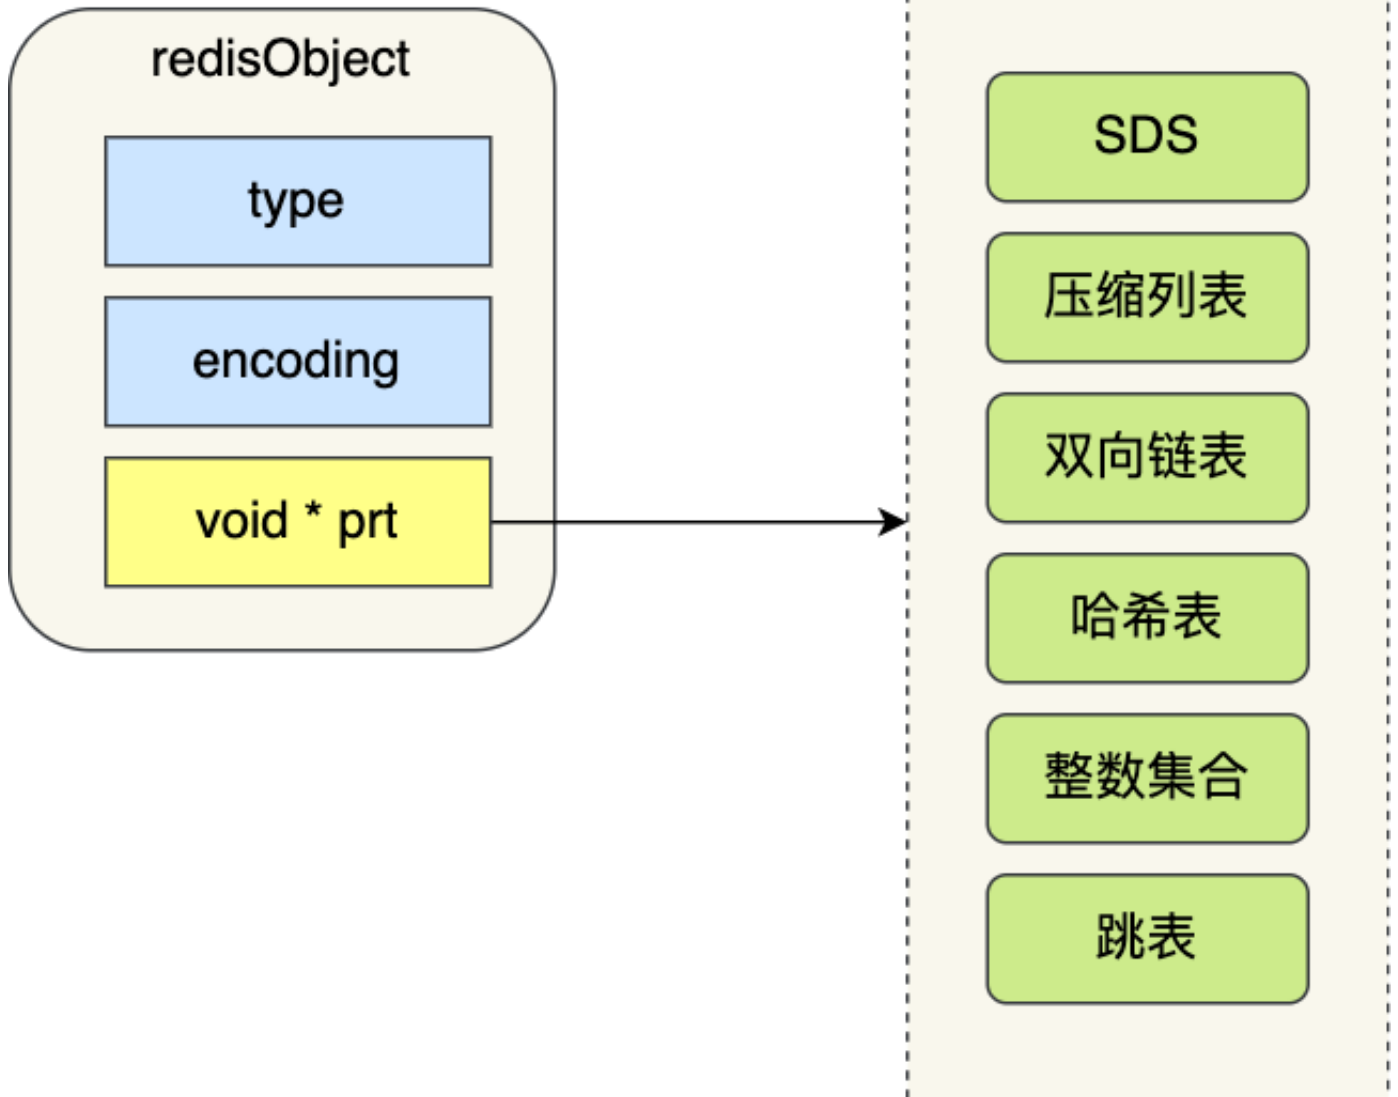 redisObject
type
encoding
void * prt
SDS
压缩列表
双向链表
哈希表
整数集合
跳表